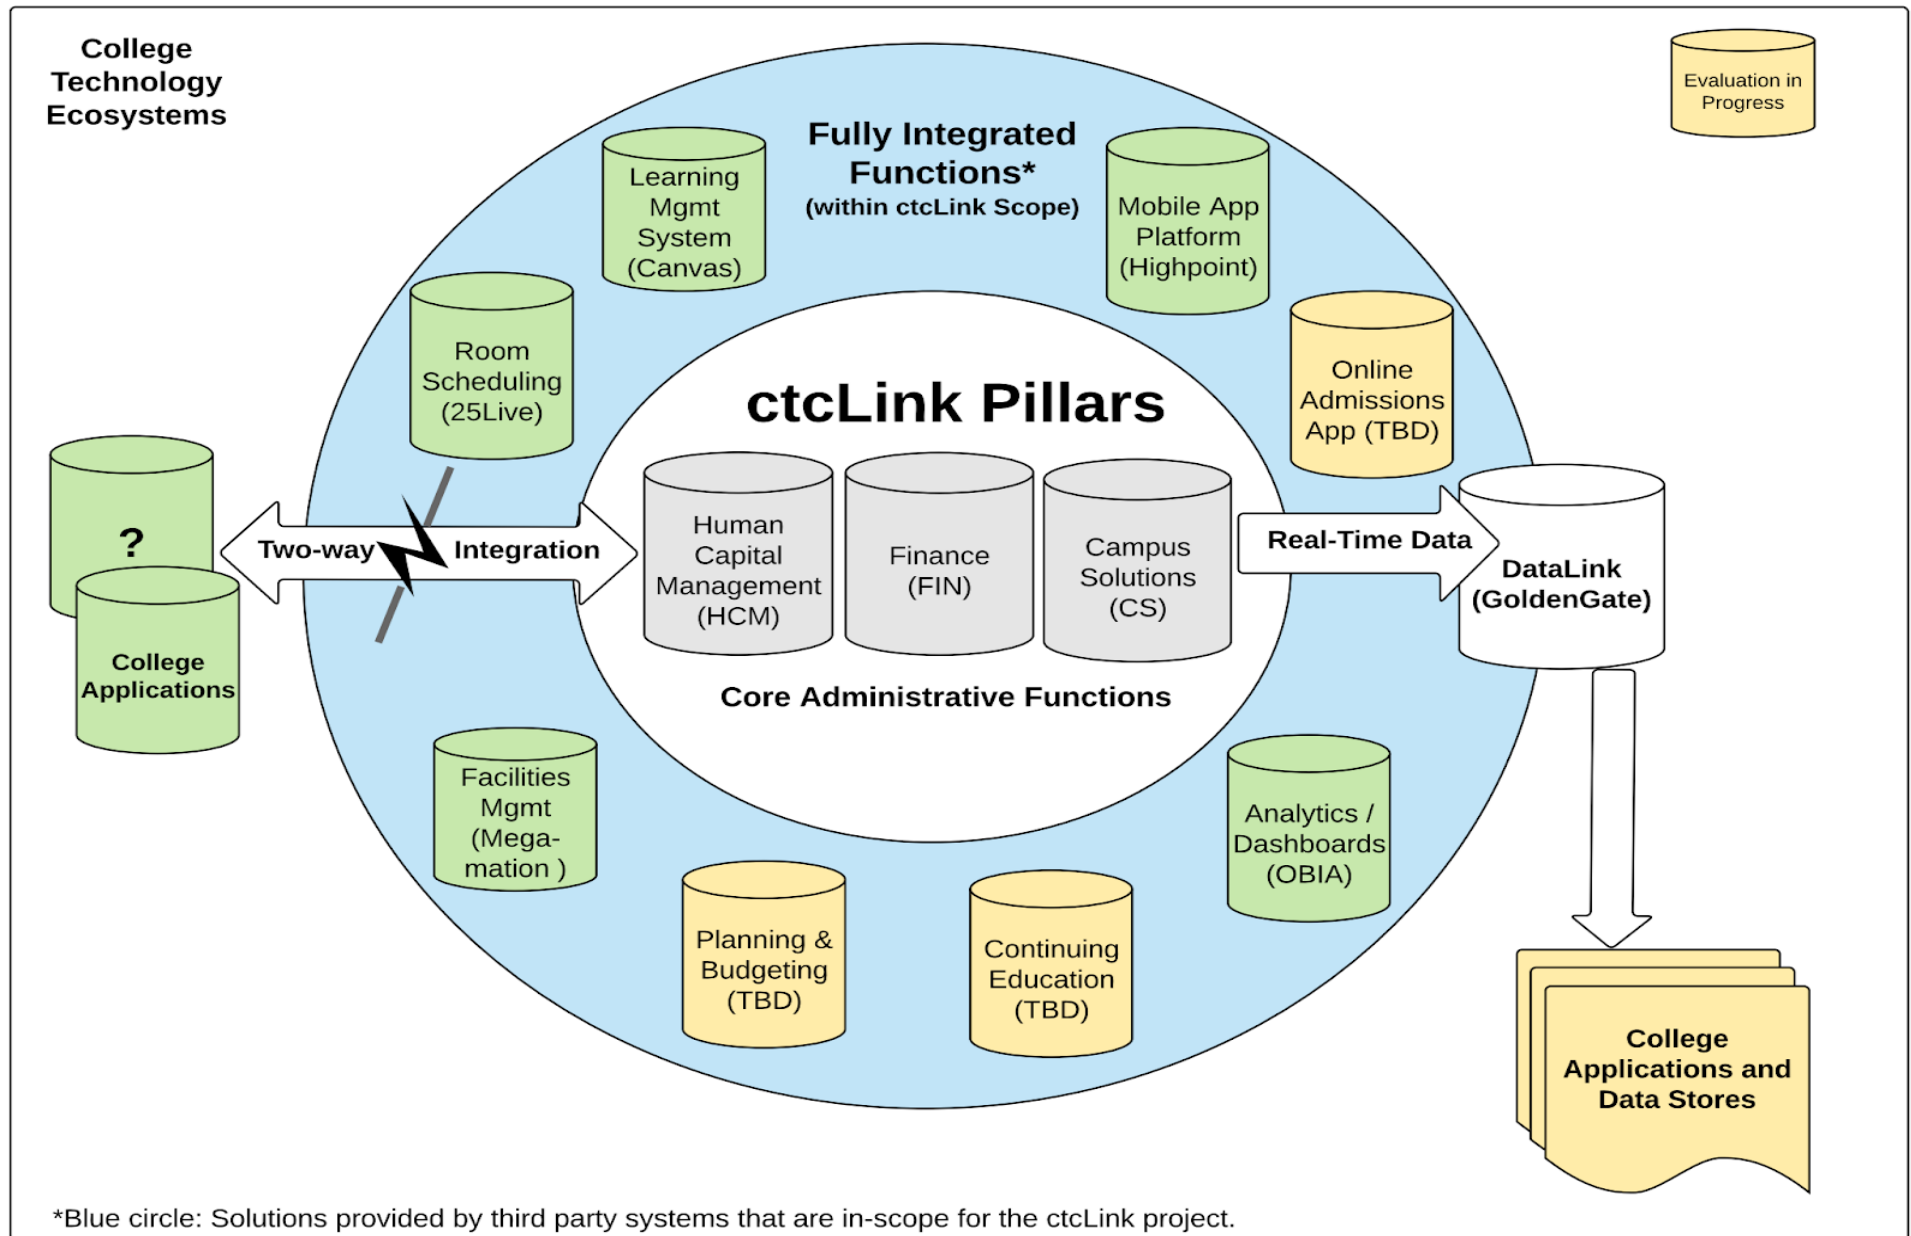 College
Technology
Ecosystems
Evaluation in
Progress
Fully Integrated
Functions*
(within ctcLink Scope)
Learning
Mgmt
System
(Canvas)
Mobile App
Platform
(Highpoint)
Room
Scheduling
(25Live)
Online
Admissions
App (TBD)
ctcLink Pillars
?
College
Applications
Two-way
Integration
Human
Capital
Management
(HCM)
Finance
(FIN)
Campus
Solutions
(CS)
Real-Time Data
DataLink
(GoldenGate)
Core Administrative Functions
Facilities
Mgmt
(Mega-
mation )
Planning &
Budgeting
(TBD)
Continuing
Education
(TBD)
Analytics /
Dashboards
(OBIA)
College
Applications and
Data Stores
*Blue circle: Solutions provided by third party systems that are in-scope for the ctcLink project.